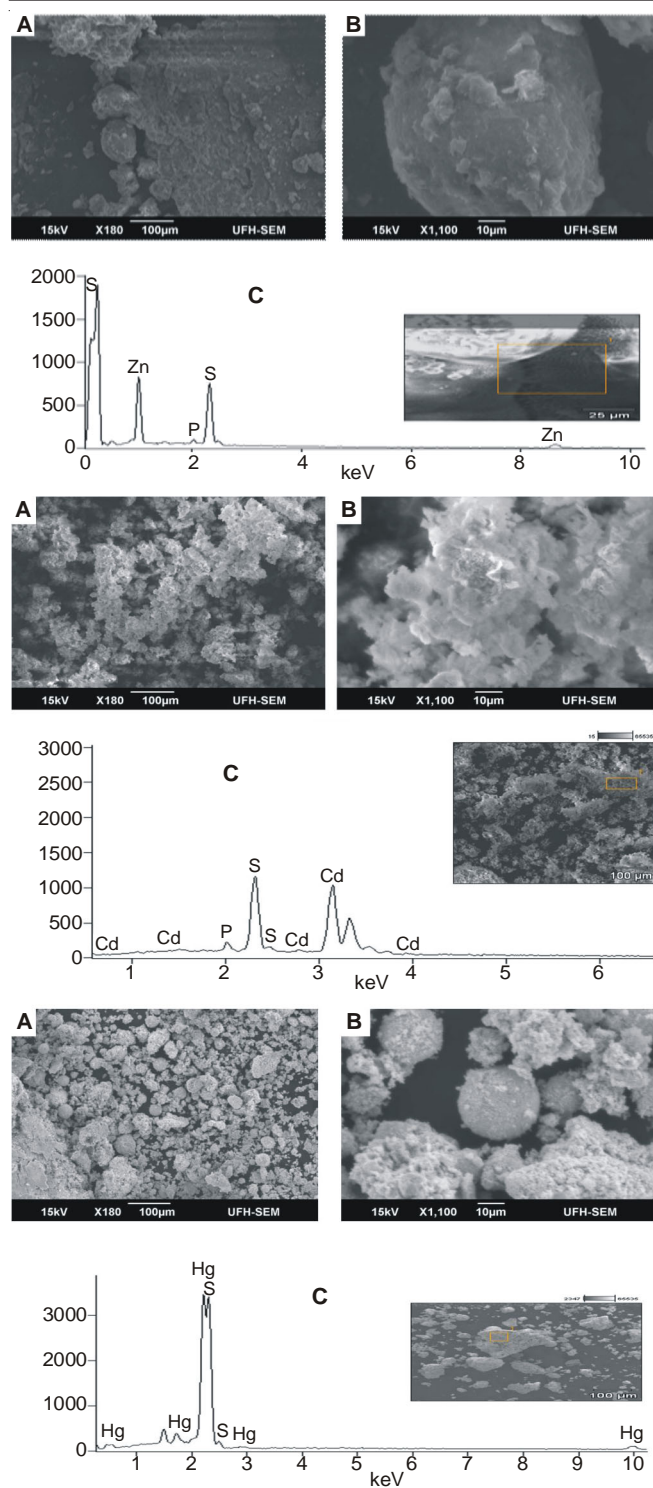 A
B
15kV X180 100µm UFH-SEM
15kV X1,100 10µm UFH-SEM
2000
1500
1000
500
0
C
S
Zn
P
S
Zn
25 µm
0 2 4 6 8 10
keV
A
B
15kV X180 100µm UFH-SEM
15kV X1,100 10µm UFH-SEM
3000
2500
2000
1500
1000
500
0
C
Cd
Cd
P
S
S
Cd
Cd
Cd
100 µm
1 2 3 4 5 6
keV
A
B
15kV X180 100µm UFH-SEM
15kV X1,100 10µm UFH-SEM
3000
2000
1000
0
C
Hg
Hg
Hg
S
S
Hg
Hg
100 µm
1 2 3 4 5 6 7 8 9 10
keV